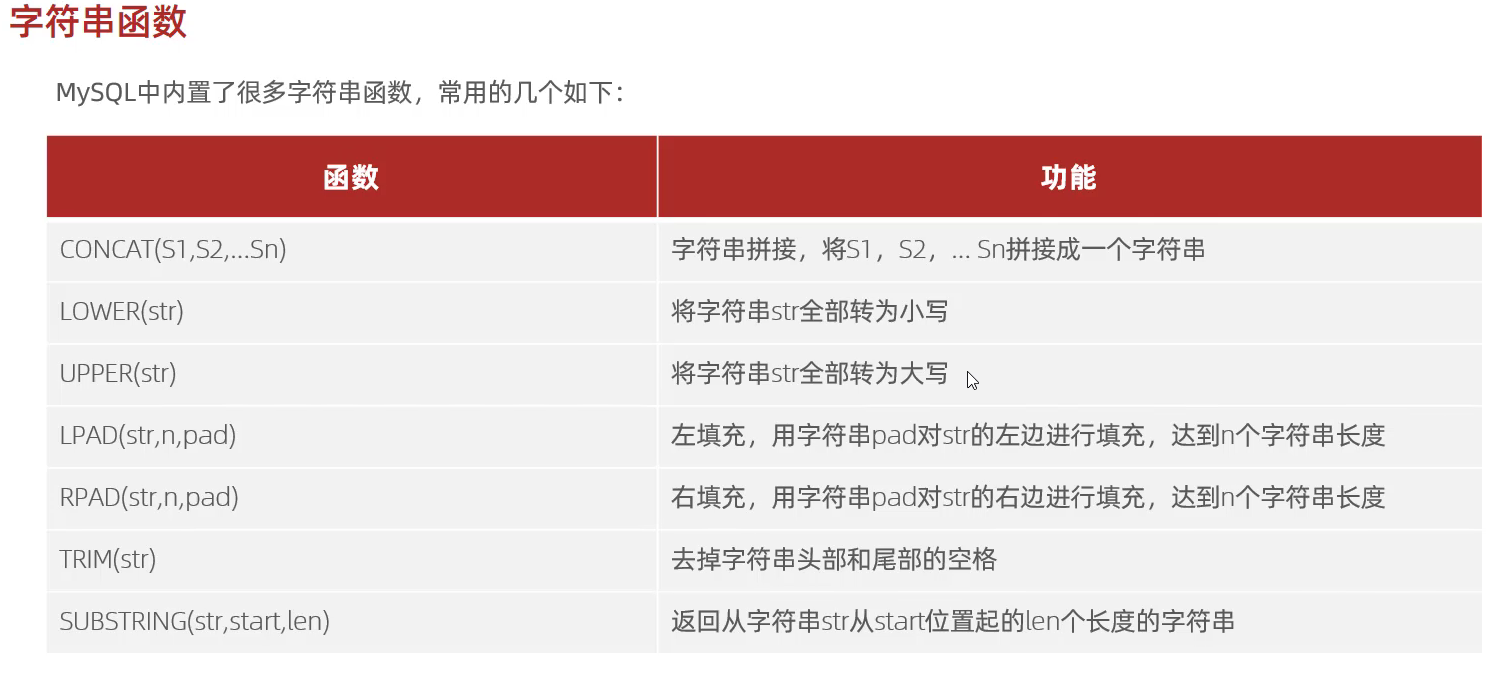 字符串函数
MySQL中内置了很多字符串函数，常用的几个如下：
函数 功能
CONCAT(S1,S2,...Sn) 字符串拼接，将S1，S2，... Sn拼接成一个字符串
LOWER(str) 将字符串str全部转为小写
UPPER(str) 将字符串str全部转为大写
LPAD(str,n,pad) 左填充，用字符串pad对str的左边进行填充，达到n个字符串长度
RPAD(str,n,pad) 右填充，用字符串pad对str的右边进行填充，达到n个字符串长度
TRIM(str) 去掉字符串头部和尾部的空格
SUBSTRING(str,start,len) 返回从字符串str从start位置起的len个长度的字符串